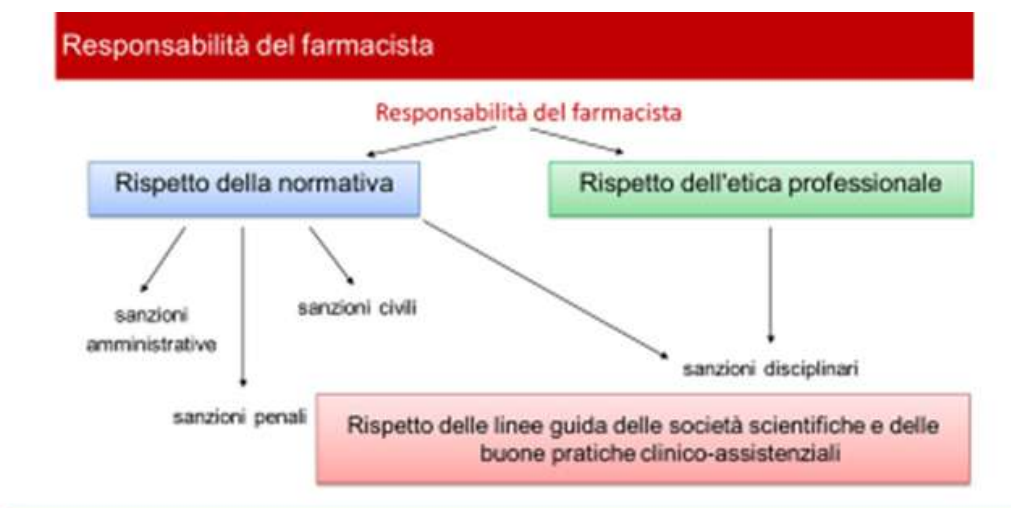 Responsabilità del farmacista
Responsabilità del farmacista
Rispetto della normativa
Rispetto dell'etica professionale
sanzioni
amministrative
sanzioni civili
sanzioni disciplinari
sanzioni penali
Rispetto delle linee guida delle società scientifiche e delle
buone pratiche clinico-assistenziali